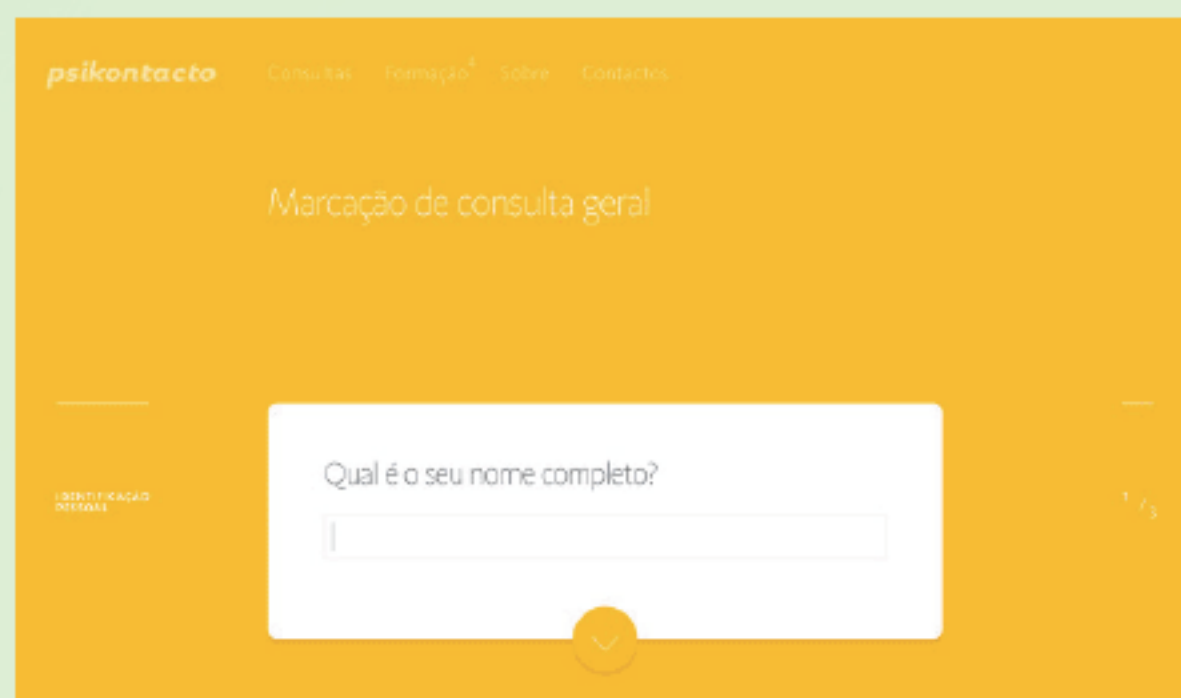 psikontacto
Consultas Formação Sobre Contactos
Marcação de consulta geral
IDENTIFICAÇÃO
PESSOAL
Qual é o seu nome completo?
1 / 3